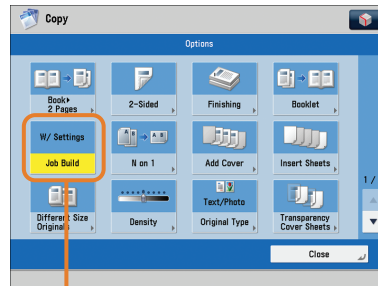 Copy
Options
Book▸
2 Pages
2-Sided
Finishing
Booklet
W/ Settings
Job Build
N on 1
Add Cover
Insert Sheets
1/
Different Size
Originals
Density
Text/Photo
Original Type
Transparency
Cover Sheets
Close